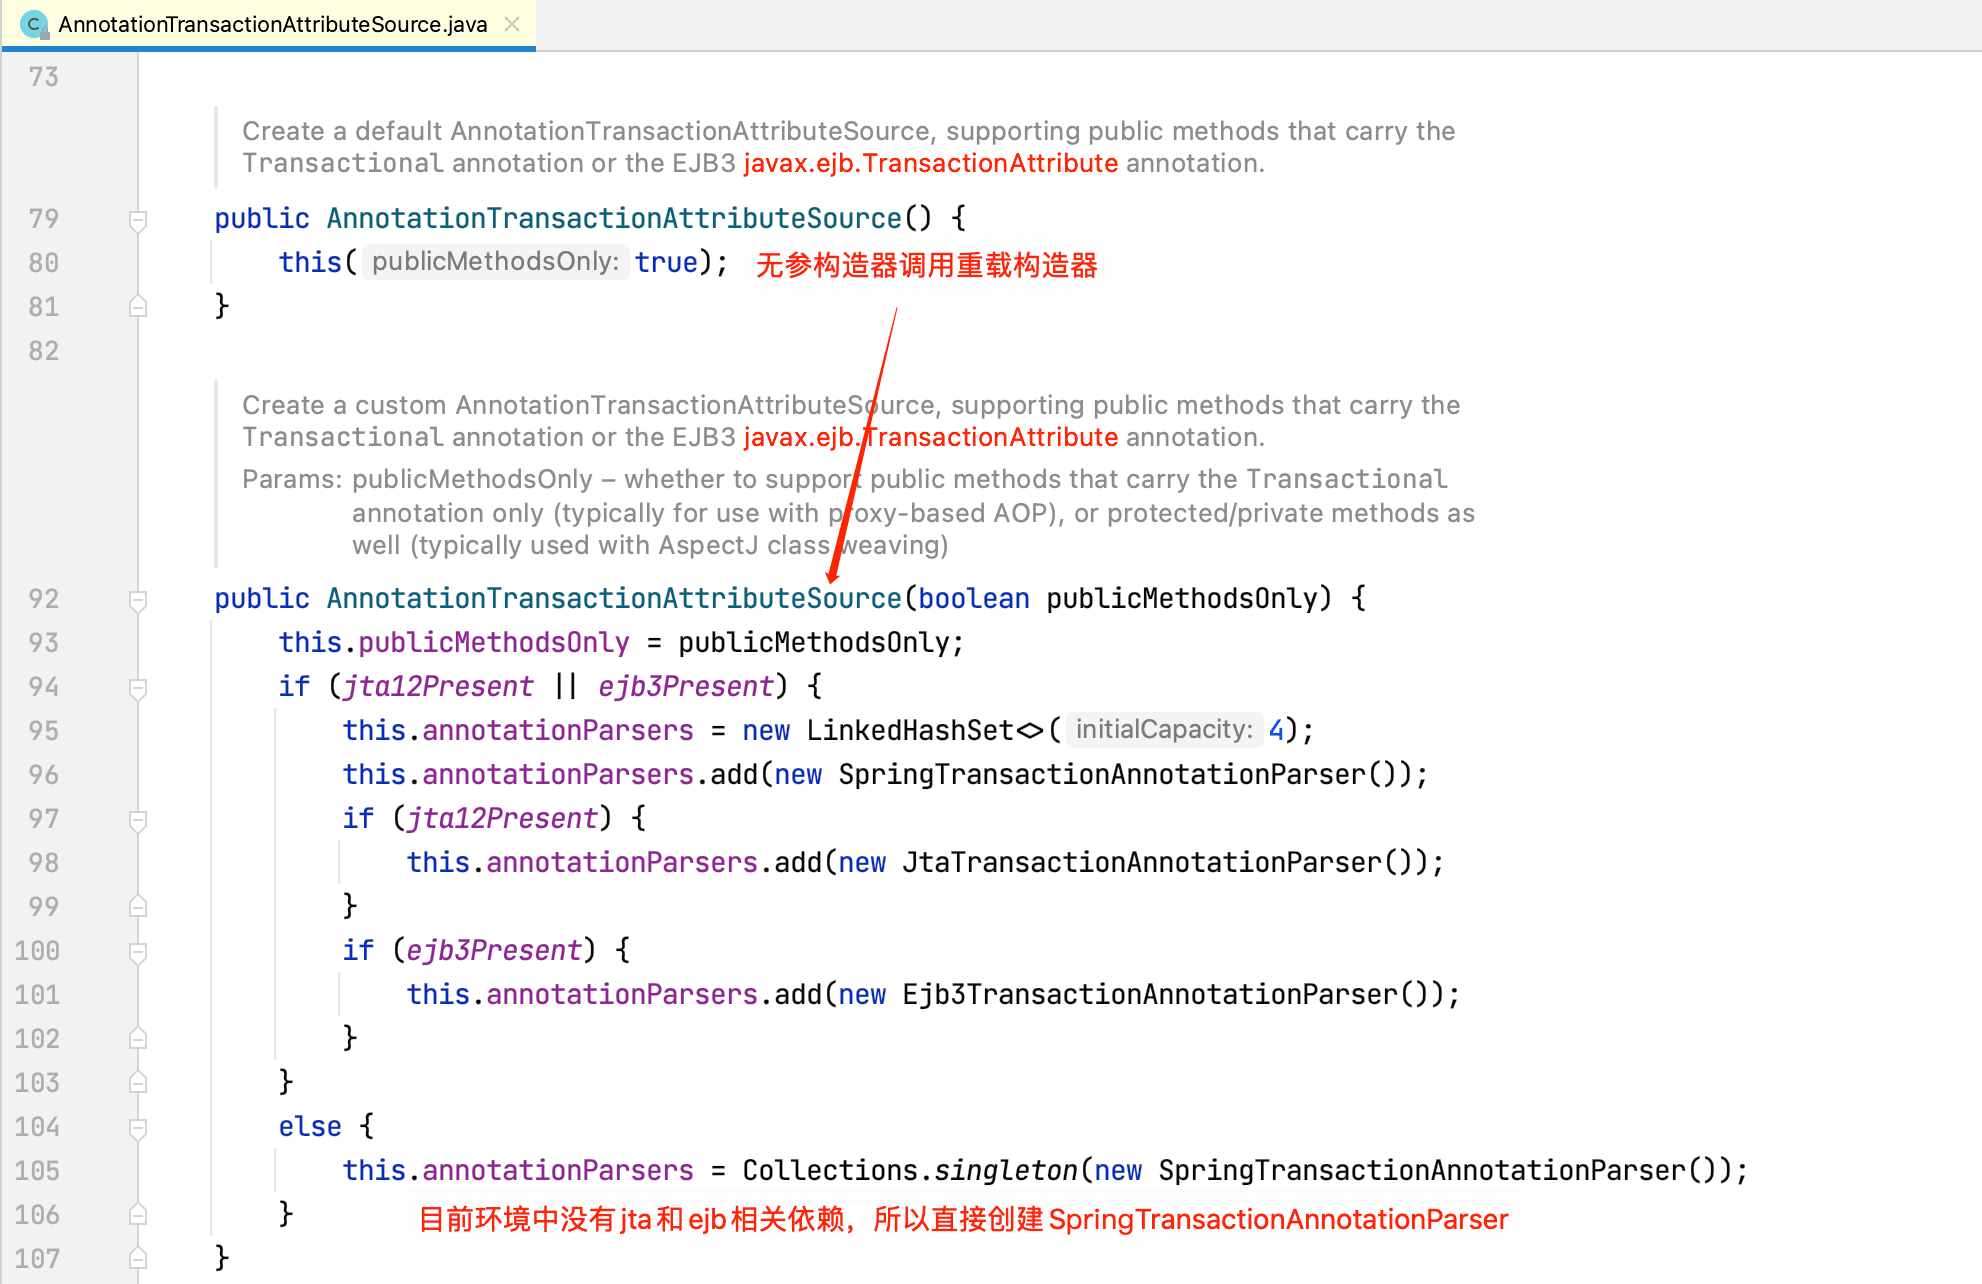 AnnotationTransactionAttributeSource.java
73
Create a default AnnotationTransactionAttributeSource, supporting public methods that carry the
Transactional annotation or the EJB3 javax.ejb.TransactionAttribute annotation.
79 public AnnotationTransactionAttributeSource() {
80 this( publicMethodsOnly: true); 无参构造器调用重载构造器
81 }
82
Create a custom AnnotationTransactionAttributeSource, supporting public methods that carry the
Transactional annotation or the EJB3 javax.ejb.TransactionAttribute annotation.
Params: publicMethodsOnly – whether to support public methods that carry the Transactional
annotation only (typically for use with proxy-based AOP), or protected/private methods as
well (typically used with AspectJ class weaving)
92 public AnnotationTransactionAttributeSource(boolean publicMethodsOnly) {
93 this.publicMethodsOnly = publicMethodsOnly;
94 if (jta12Present || ejb3Present) {
95 this.annotationParsers = new LinkedHashSet<>( initialCapacity: 4);
96 this.annotationParsers.add(new SpringTransactionAnnotationParser());
97 if (jta12Present) {
98 this.annotationParsers.add(new JtaTransactionAnnotationParser());
99 }
100 if (ejb3Present) {
101 this.annotationParsers.add(new Ejb3TransactionAnnotationParser());
102 }
103 }
104 else {
105 this.annotationParsers = Collections.singleton(new SpringTransactionAnnotationParser());
106 } 目前环境中没有jta和ejb相关依赖，所以直接创建SpringTransactionAnnotationParser
107 }